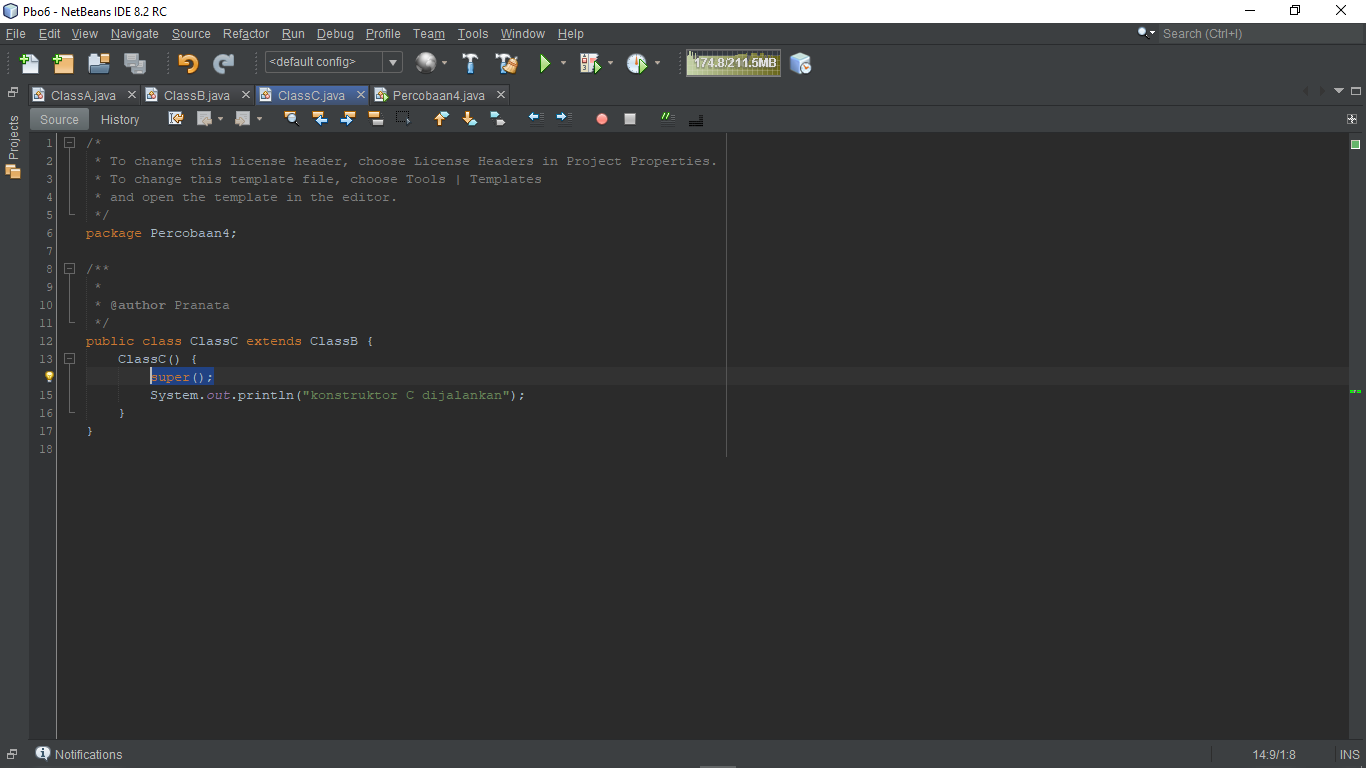 Pbo6 - NetBeans IDE 8.2 RC
File Edit View Navigate Source Refactor Run Debug Profile Team Tools Window Help
Search (Ctrl+I)
<default config>
174.8/211.5MB
ClassA.java ClassB.java ClassC.java Percobaan4.java
Source History
Projects
1 /*
2 * To change this license header, choose License Headers in Project Properties.
3 * To change this template file, choose Tools | Templates
4 * and open the template in the editor.
5 */
6 package Percobaan4;
7
8 /**
9 *
10 * @author Pranata
11 */
12 public class ClassC extends ClassB {
13 ClassC() {
super();
15 System.out.println("konstruktor C dijalankan");
16 }
17 }
18
Notifications
14:9/1:8 INS